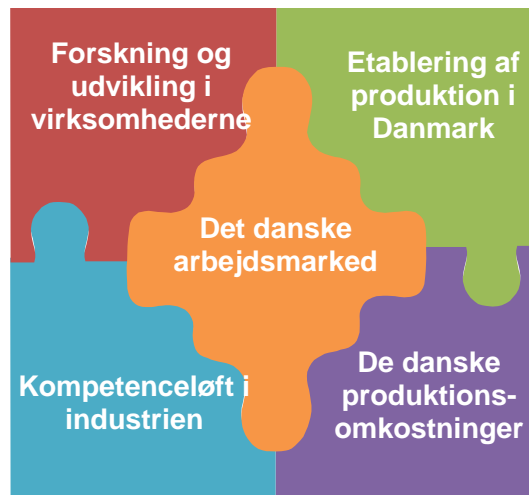 Forskning og
udvikling i
virksomhederne
Etablering af
produktion i
Danmark
Det danske
arbejdsmarked
Kompetenceløft i
industrien
De danske
produktions-
omkostninger